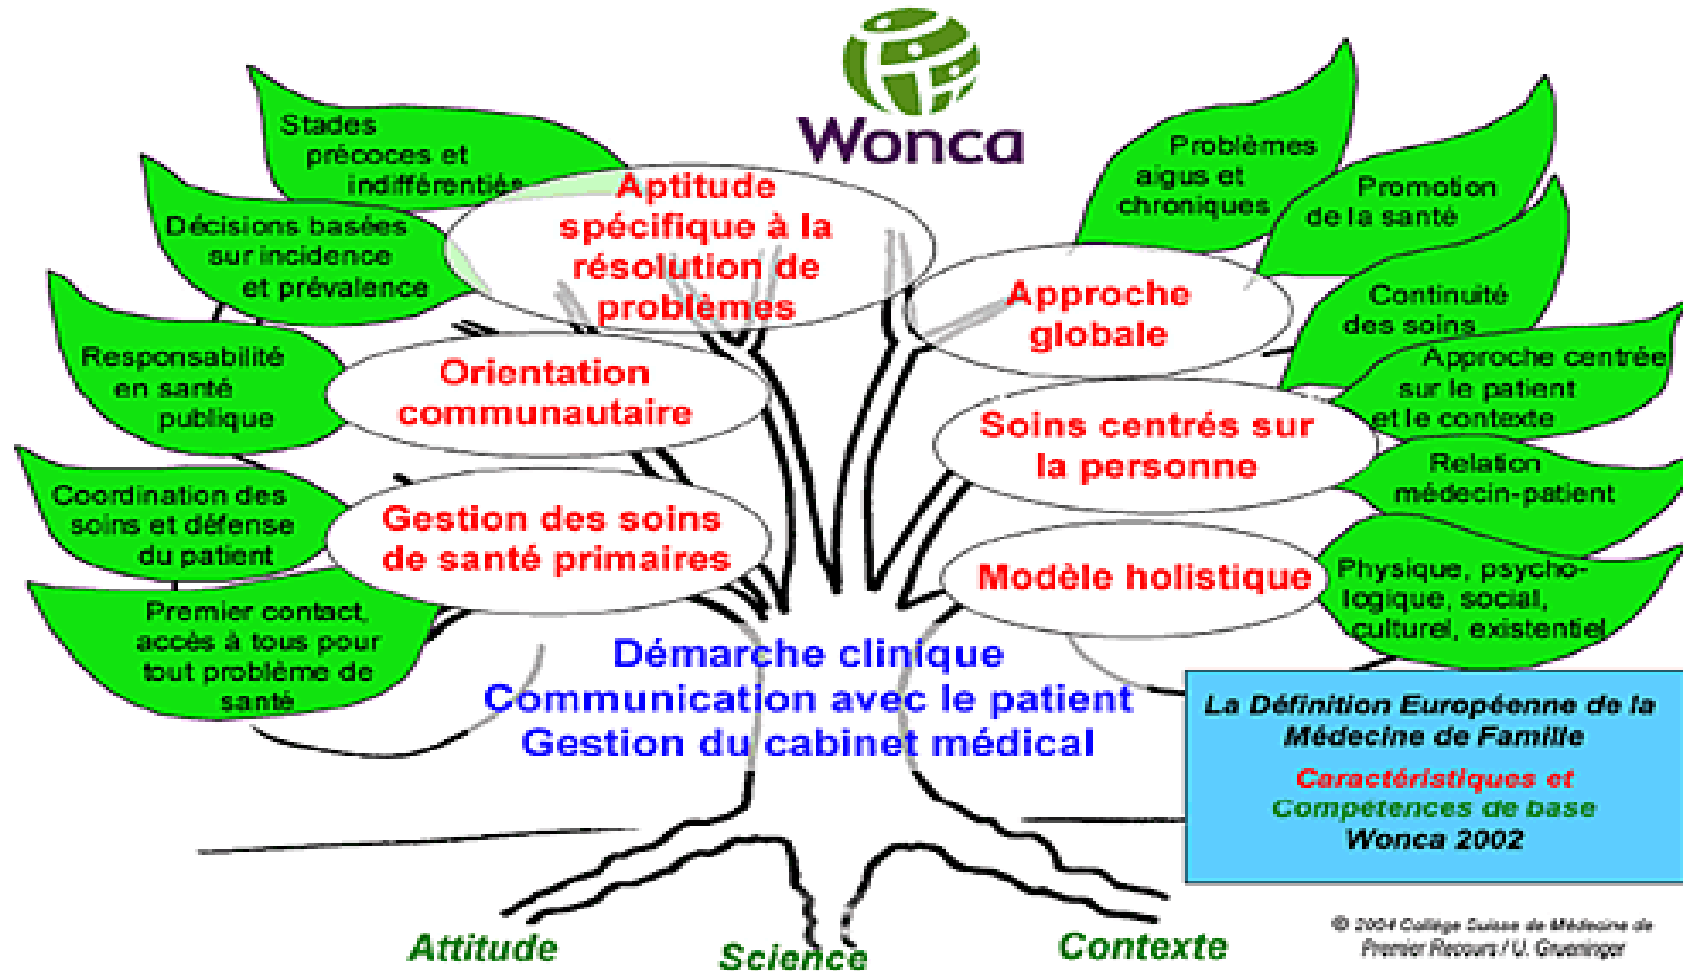 Wonca
Stades
précoces et
indifférentiés
Aptitude
spécifique à la
résolution de
problèmes
Problèmes
aigus et
chroniques
Promotion
de la santé
Décisions basées
sur incidence
et prévalence
Approche
globale
Continuité
des soins
Responsabilité
en santé
publique
Orientation
communautaire
Approche centrée
sur le patient
et le contexte
Soins centrés sur
la personne
Relation
médecin-patient
Coordination des
soins et défense
du patient
Gestion des soins
de santé primaires
Modèle holistique
Physique, psycho-
logique, social,
culturel, existentiel
Premier contact,
accès à tous pour
tout problème de
santé
Démarche clinique
Communication avec le patient
Gestion du cabinet médical
La Définition Européenne de la
Médecine de Famille
Caractéristiques et
Compétences de base
Wonca 2002
Attitude
Science
Contexte
© 2004 Collège Suisse de Médecine de
Premier Recours / U. Grueninger